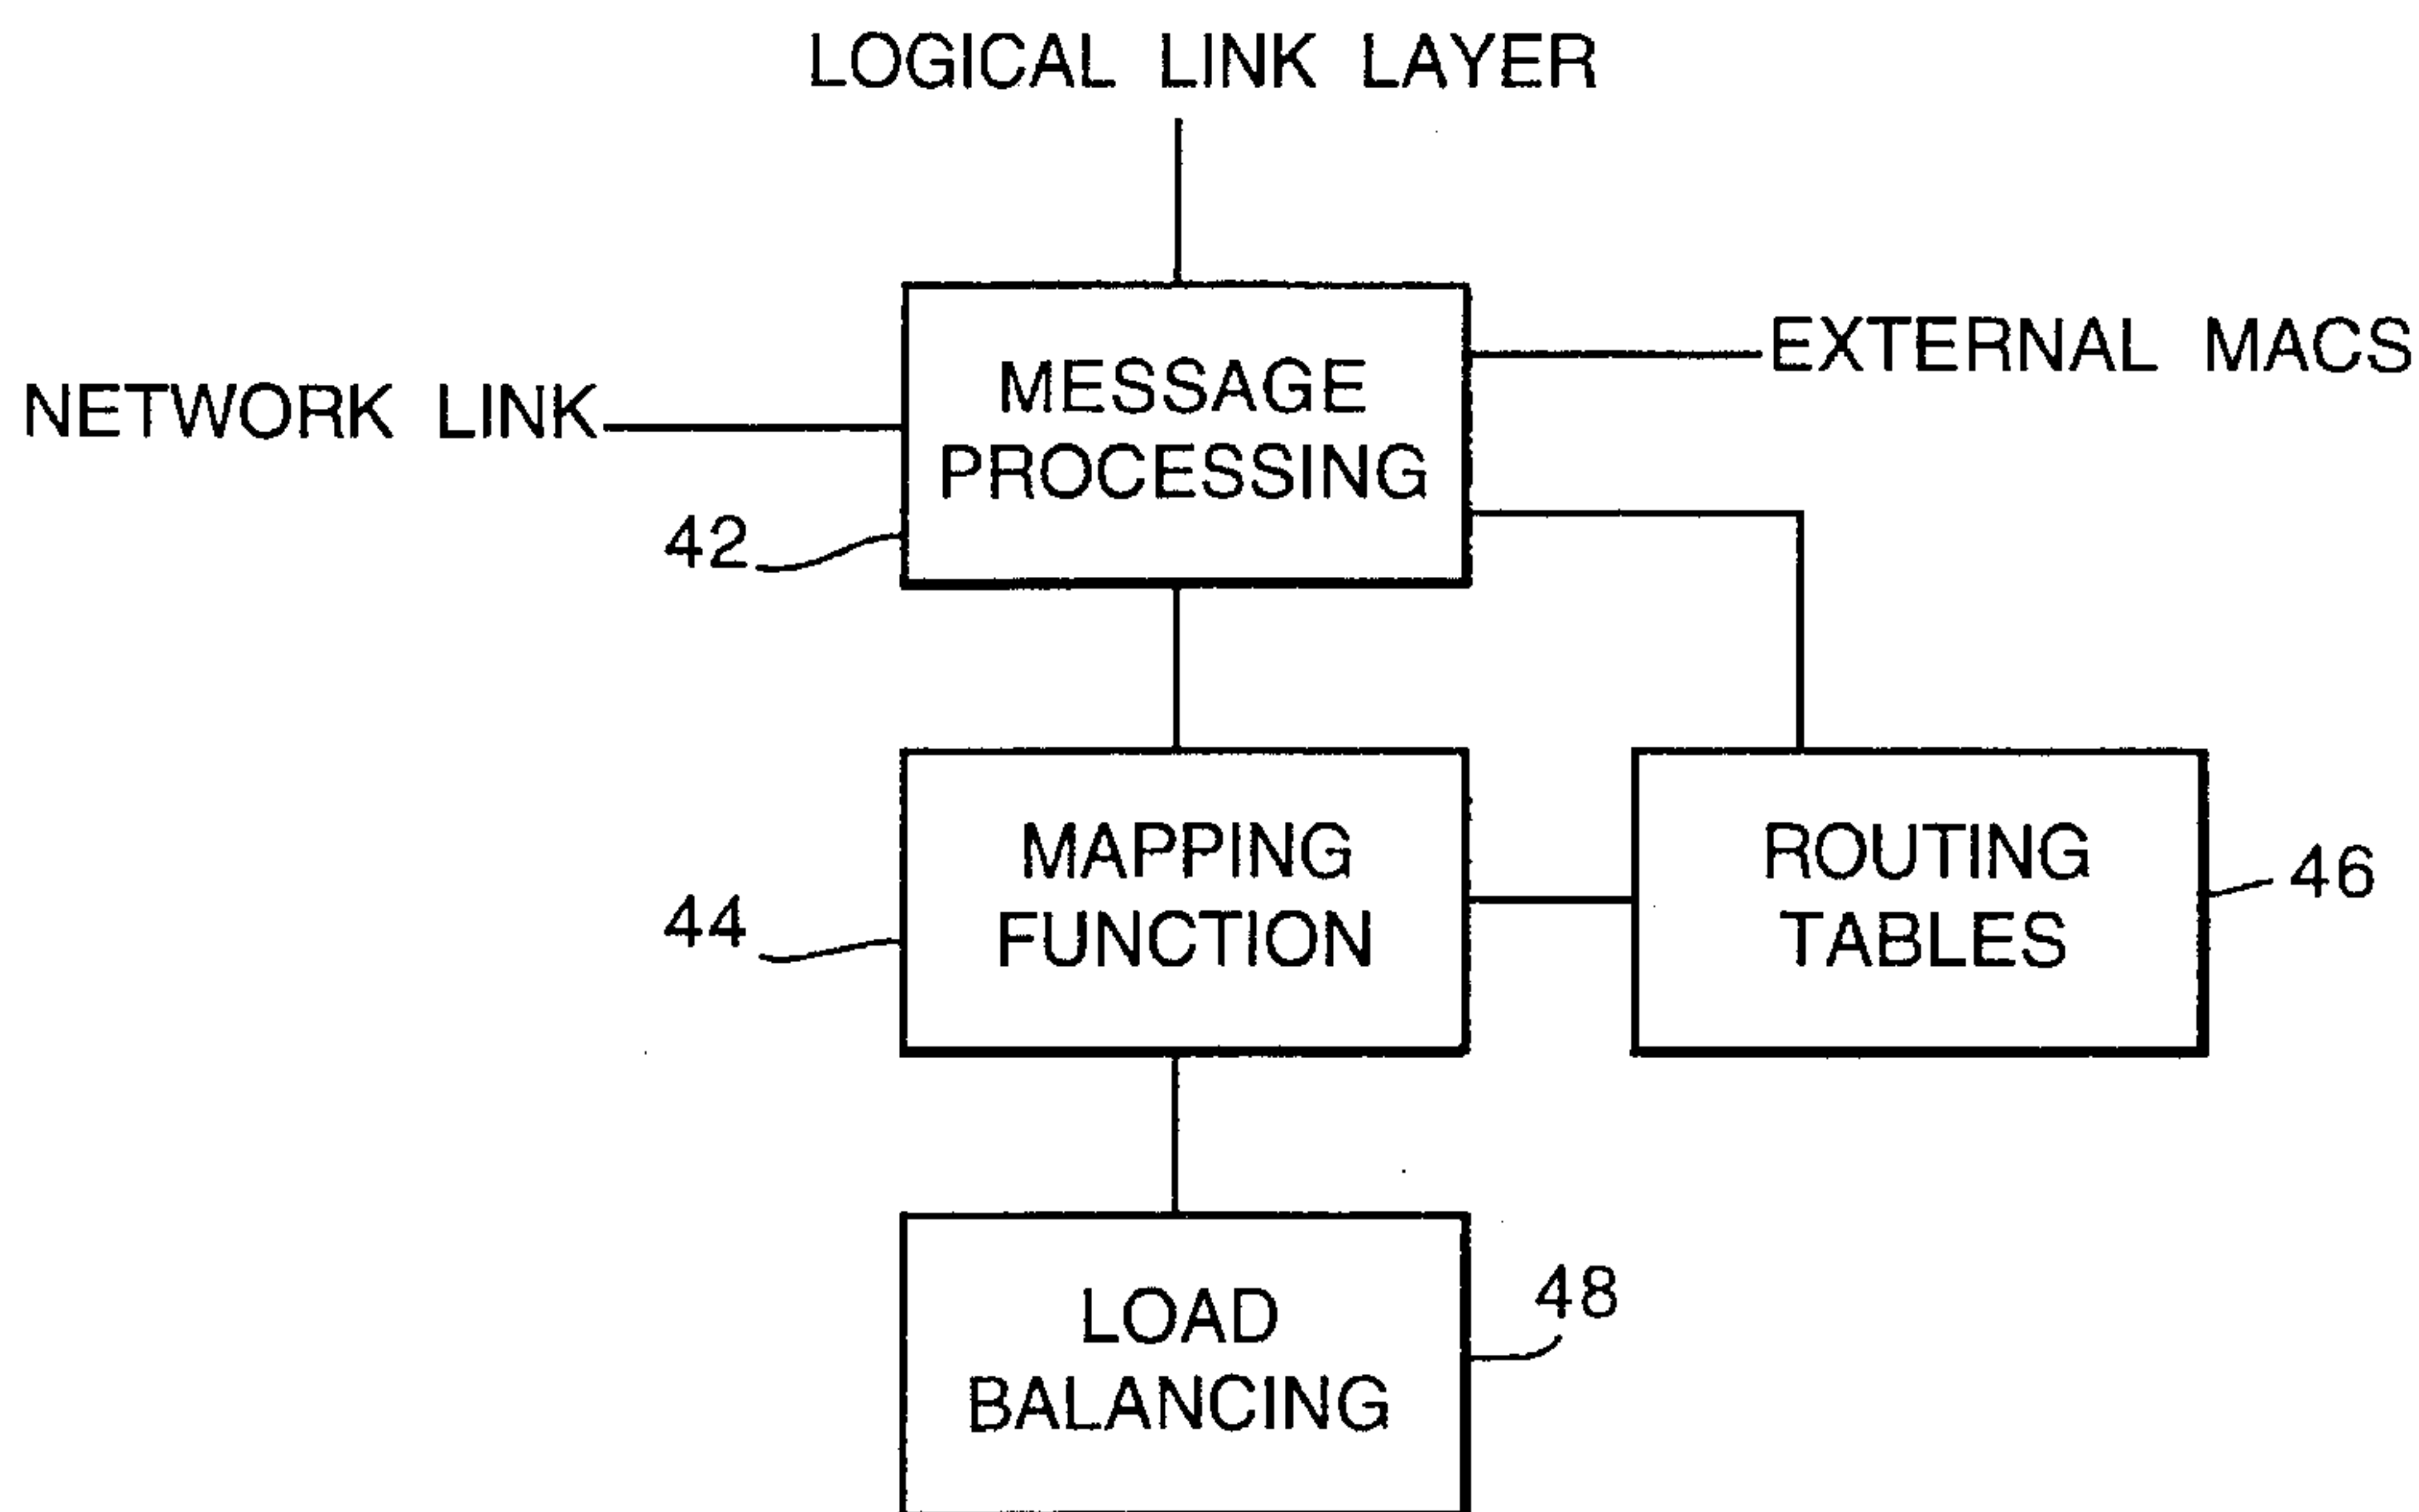 LOGICAL LINK LAYER
EXTERNAL MACS
NETWORK LINK
MESSAGE
PROCESSING
42
MAPPING
FUNCTION
44
ROUTING
TABLES
46
LOAD
BALANCING
48